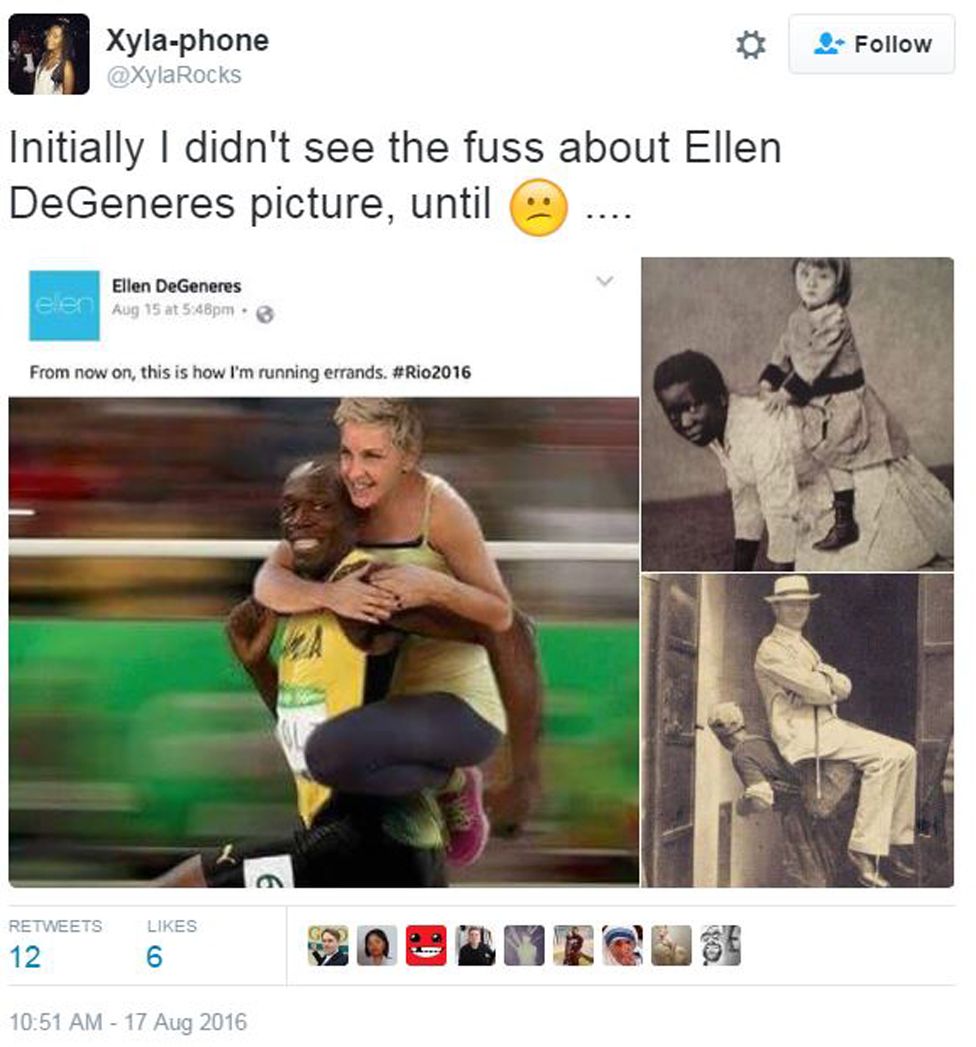 Xyla-phone
@XylaRocks
Follow
Initially I didn't see the fuss about Ellen
DeGeneres picture, until 😕 ....
ellen
Ellen DeGeneres
Aug 15 at 5:48pm ·
From now on, this is how I'm running errands. #Rio2016
RETWEETS
12
LIKES
6
10:51 AM - 17 Aug 2016